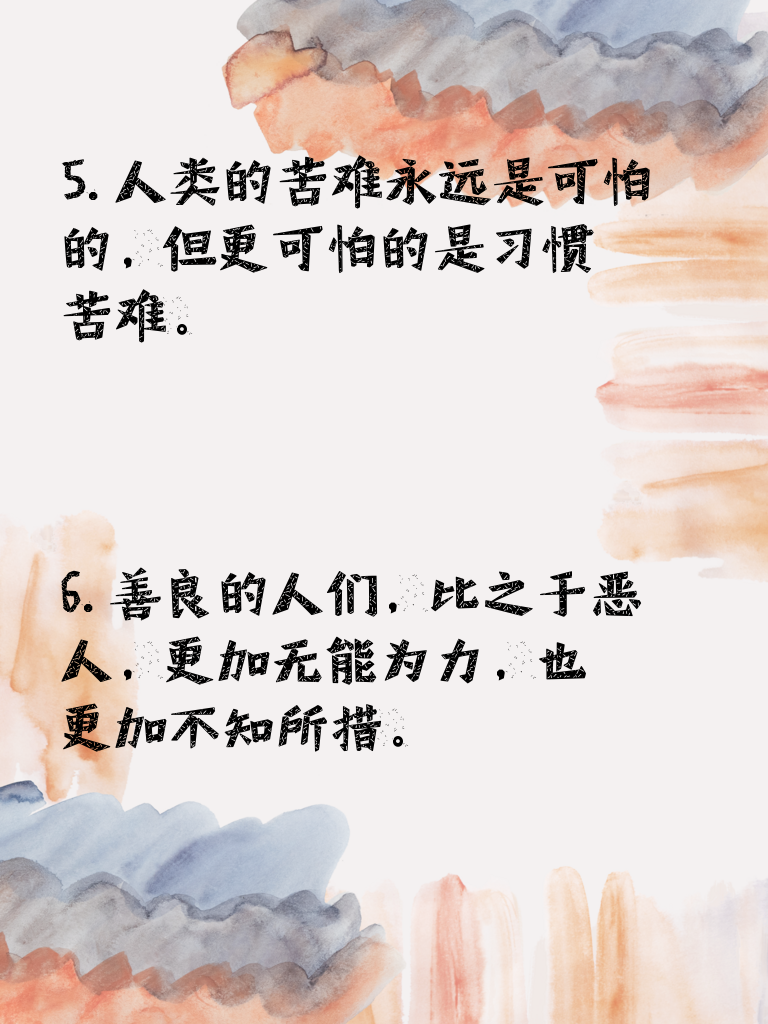 5. 人类的苦难永远是可怕
的，但更可怕的是习惯
苦难。
6. 善良的人们，比之于恶
人，更加无能为力，也
更加不知所措。